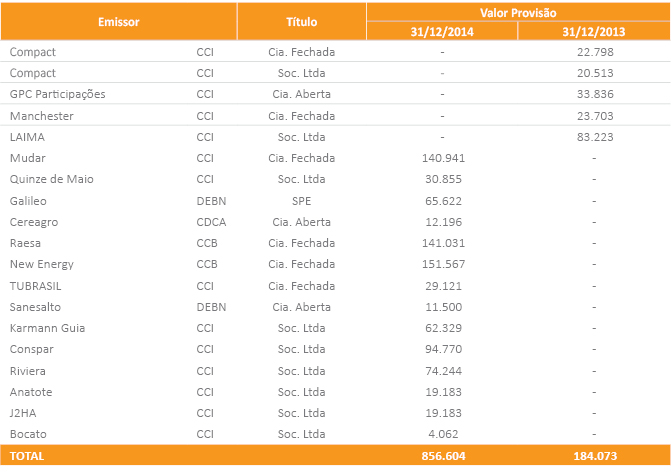 Emissor Título Valor Provisão
31/12/2014 31/12/2013
Compact CCI Cia. Fechada - 22.798
Compact CCI Soc. Ltda - 20.513
GPC Participações CCI Cia. Aberta - 33.836
Manchester CCI Cia. Fechada - 23.703
LAIMA CCI Soc. Ltda - 83.223
Mudar CCI Cia. Fechada 140.941 -
Quinze de Maio CCI Soc. Ltda 30.855 -
Galileo DEBN SPE 65.622 -
Cereagro CDCA Cia. Aberta 12.196 -
Raesa CCB Cia. Fechada 141.031 -
New Energy CCB Cia. Fechada 151.567 -
TUBRASIL CCI Cia. Fechada 29.121 -
Sanesalto DEBN Cia. Aberta 11.500 -
Karmann Guia CCI Soc. Ltda 62.329 -
Conspar CCI Soc. Ltda 94.770 -
Riviera CCI Soc. Ltda 74.244 -
Anatote CCI Soc. Ltda 19.183 -
J2HA CCI Soc. Ltda 19.183 -
Bocato CCI Soc. Ltda 4.062 -
TOTAL 856.604 184.073